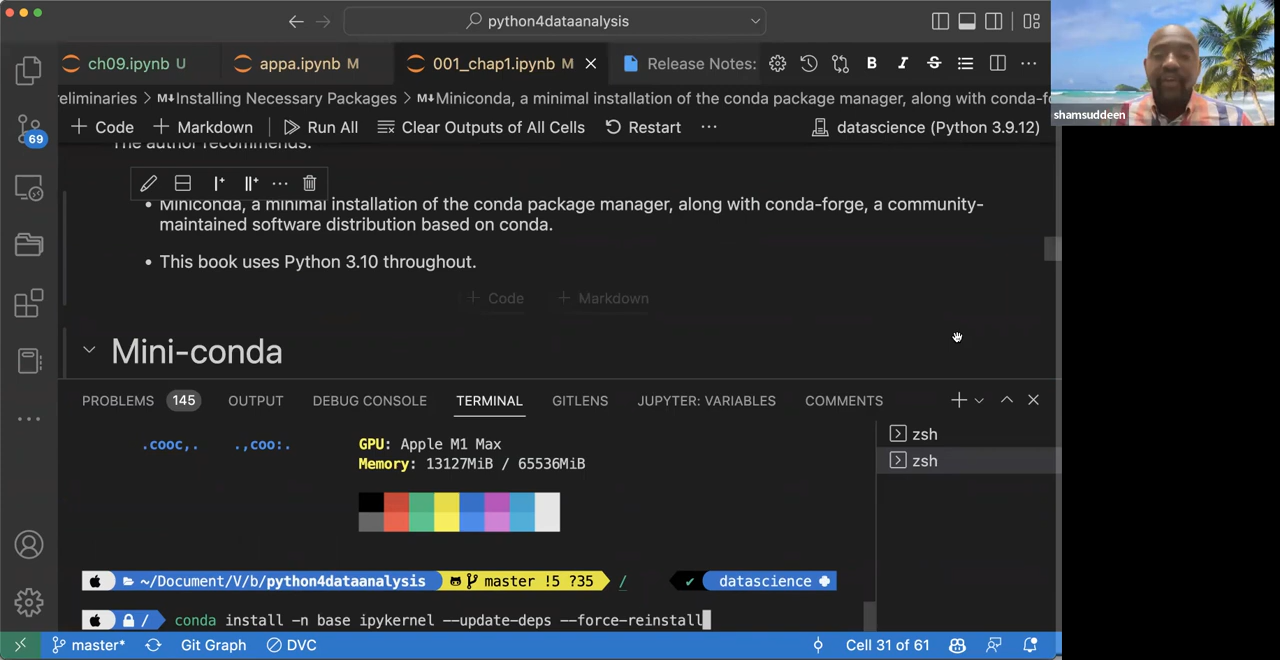 python4dataanalysis
ch09.ipynb U
appa.ipynb M
001_chap1.ipynb M
Release Notes:
eliminaries > M↓Installing Necessary Packages > M↓Miniconda, a minimal installation of the conda package manager, along with conda-fo
shamsuddeen
+ Code + Markdown Run All Clear Outputs of All Cells Restart ··· datascience (Python 3.9.12)
The author recommends:
• Miniconda, a minimal installation of the conda package manager, along with conda-forge, a community-
maintained software distribution based on conda.
• This book uses Python 3.10 throughout.
+ Code + Markdown
Mini-conda
69
PROBLEMS 145 OUTPUT DEBUG CONSOLE TERMINAL GITLENS JUPYTER: VARIABLES COMMENTS
.cooc,. .,coo:. GPU: Apple M1 Max
Memory: 13127MiB / 65536MiB
zsh
zsh
~/Document/V/b/python4dataanalysis master !5 ?35 / ✔ datascience
/ conda install -n base ipykernel --update-deps --force-reinstall
master* Git Graph DVC Cell 31 of 61